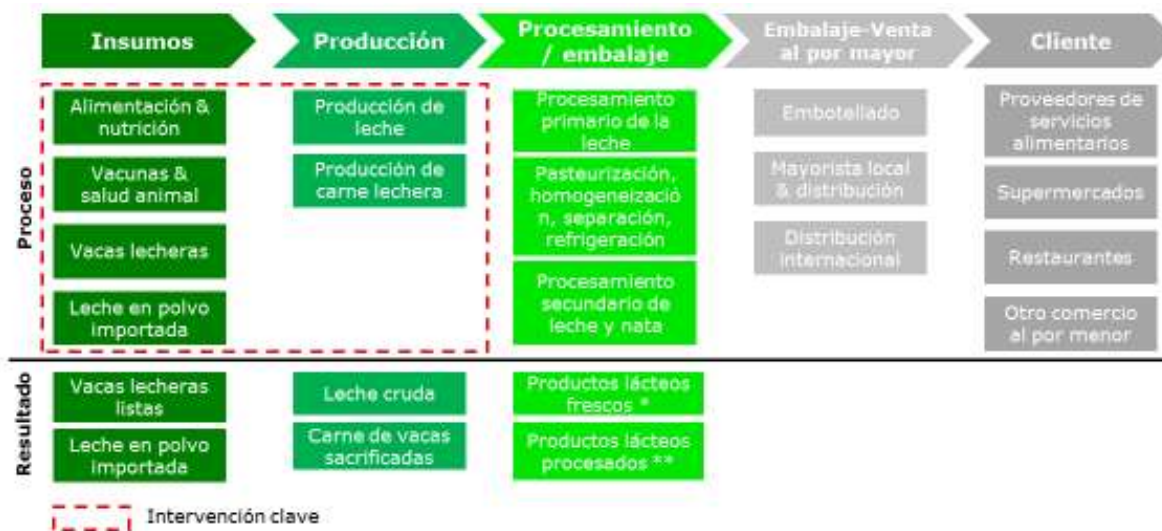 Insumos
Producción
Procesamiento
/ embalaje
Embalaje-Venta
al por mayor
Cliente
Proceso
Alimentación &
nutrición
Vacunas &
salud animal
Vacas lecheras
Leche en polvo
importada
Producción de
leche
Producción de
carne lechera
Procesamiento
primario de la
leche
Pasteurización,
homogeneizació
n, separación,
refrigeración
Procesamiento
secundario de
leche y nata
Embotellado
Mayorista local
& distribución
Distribución
internacional
Proveedores de
servicios
alimentarios
Supermercados
Restaurantes
Otro comercio
al por menor
Resultado
Vacas lecheras
listas
Leche en polvo
importada
Leche cruda
Carne de vacas
sacrificadas
Productos lácteos
frescos *
Productos lácteos
procesados **
Intervención clave